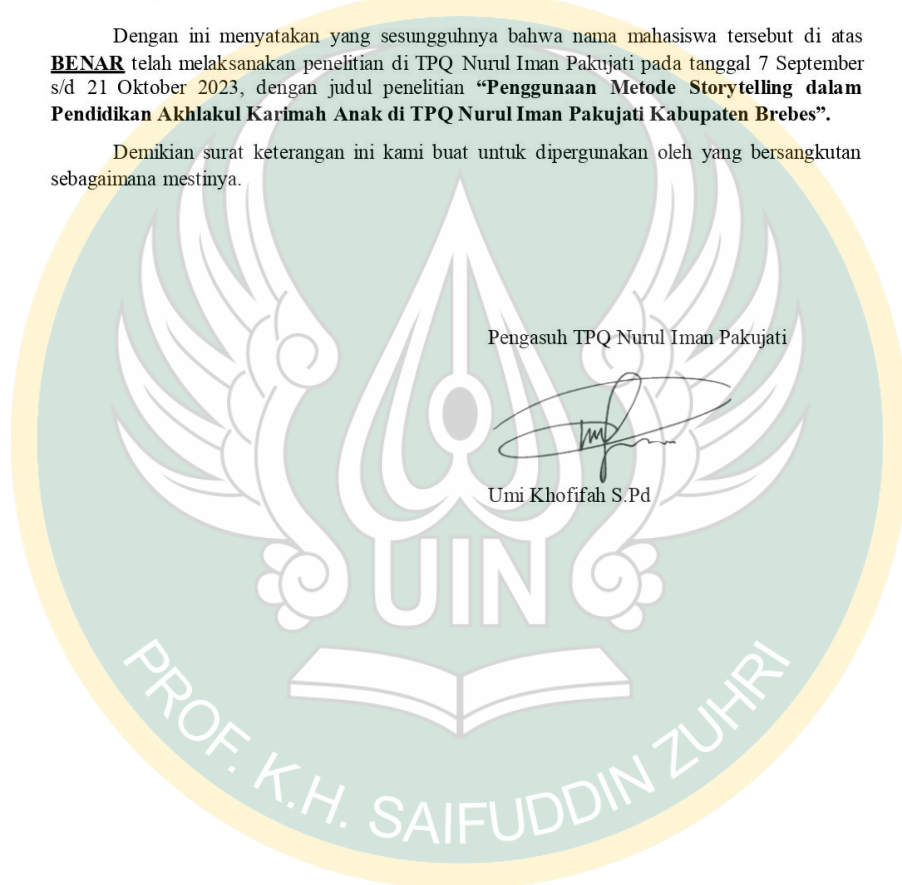 Dengan ini menyatakan yang sesungguhnya bahwa nama mahasiswa tersebut di atas
BENAR telah melaksanakan penelitian di TPQ Nurul Iman Pakujati pada tanggal 7 September
s/d 21 Oktober 2023, dengan judul penelitian “Penggunaan Metode Storytelling dalam
Pendidikan Akhlakul Karimah Anak di TPQ Nurul Iman Pakujati Kabupaten Brebes”.
Demikian surat keterangan ini kami buat untuk dipergunakan oleh yang bersangkutan
sebagaimana mestinya.
Pengasuh TPQ Nurul Iman Pakujati
Umi Khofifah S.Pd
UIN
PROF. K.H. SAIFUDDIN ZUHRI